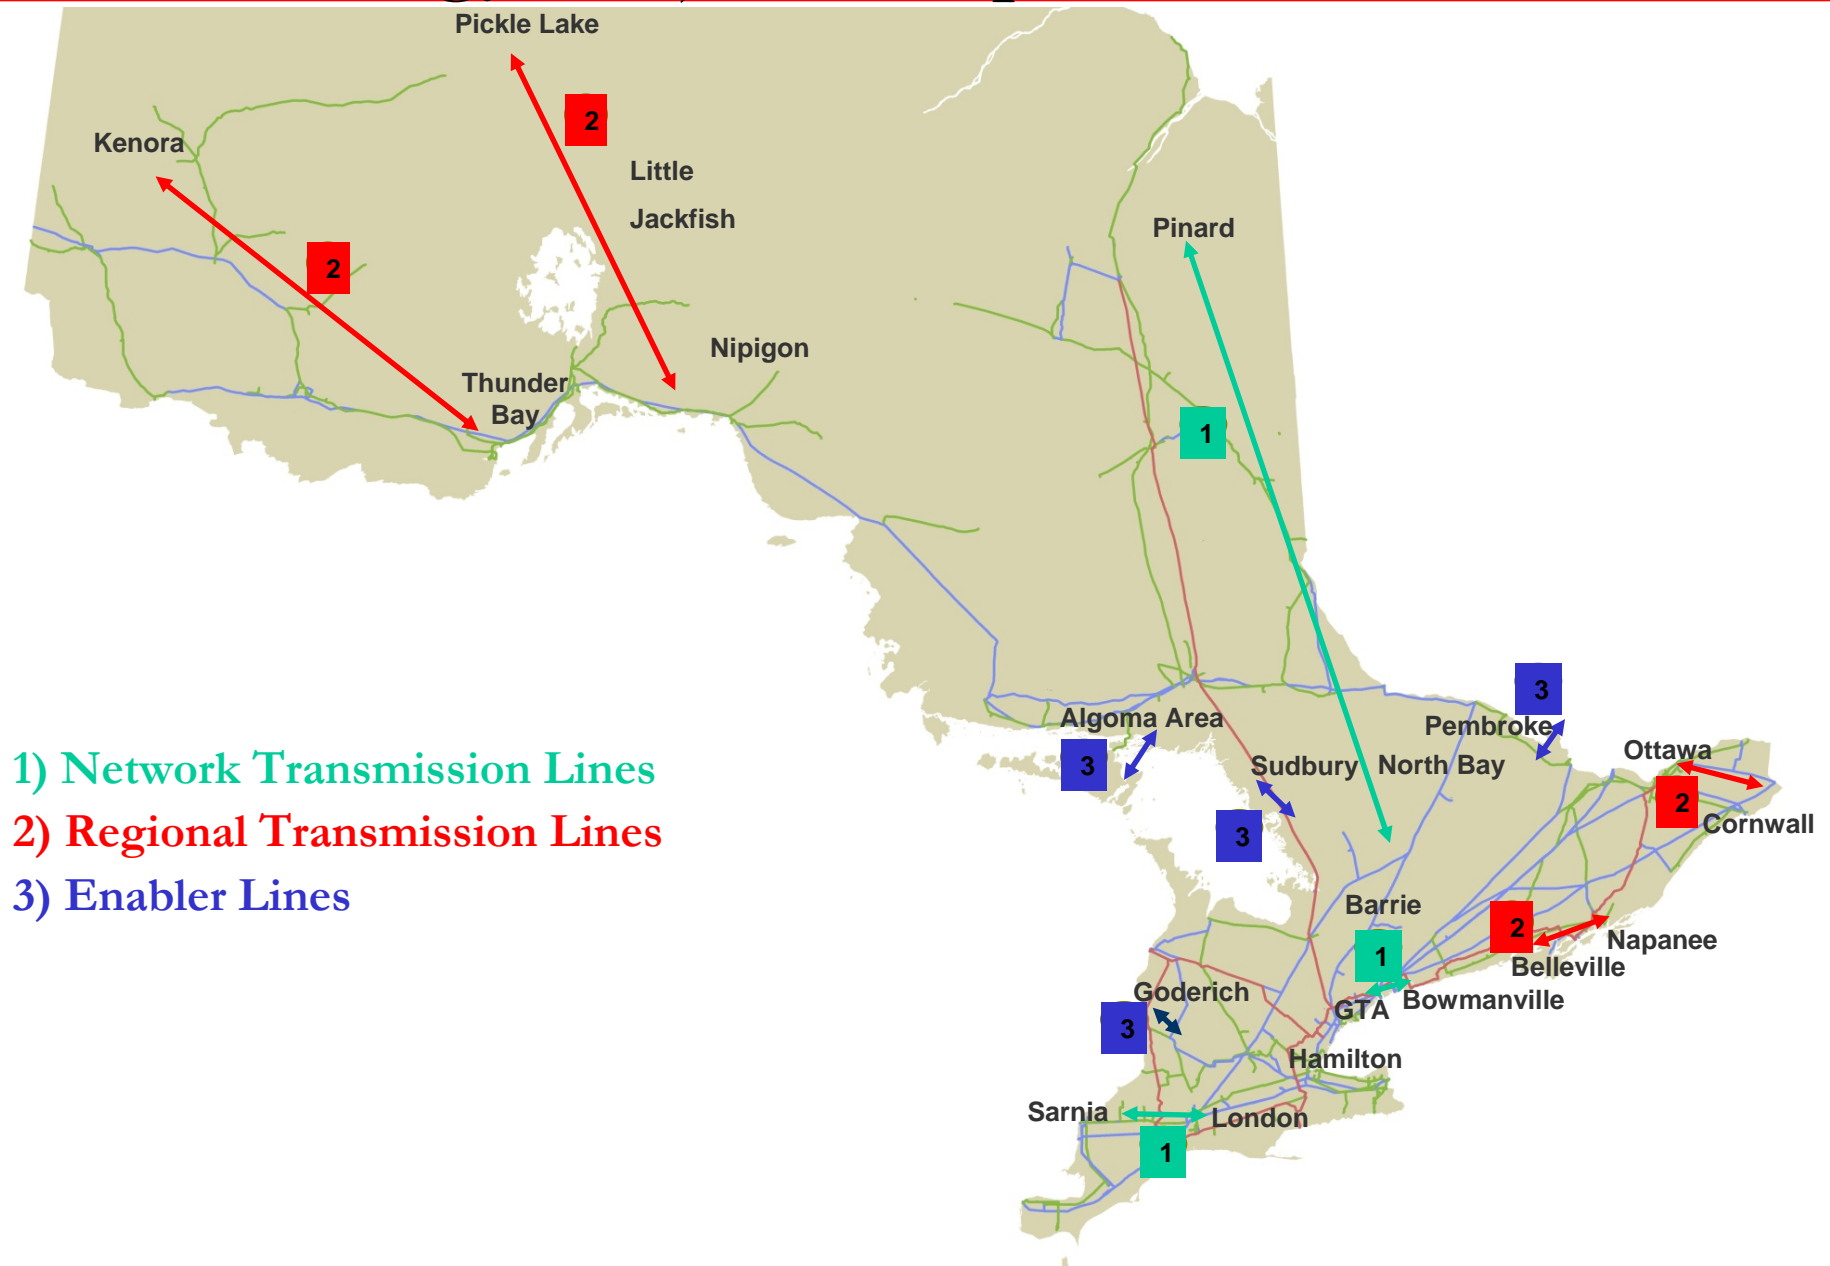 Pickle Lake
2
Kenora
Little
Jackfish
Pinard
2
Nipigon
Thunder
Bay
1
3
Algoma Area
Pembroke
Ottawa
3
Sudbury
North Bay
2
Cornwall
3
1) Network Transmission Lines
2) Regional Transmission Lines
3) Enabler Lines
Barrie
2
Napanee
1
Belleville
Goderich
Bowmanville
GTA
3
Hamilton
Sarnia
London
1